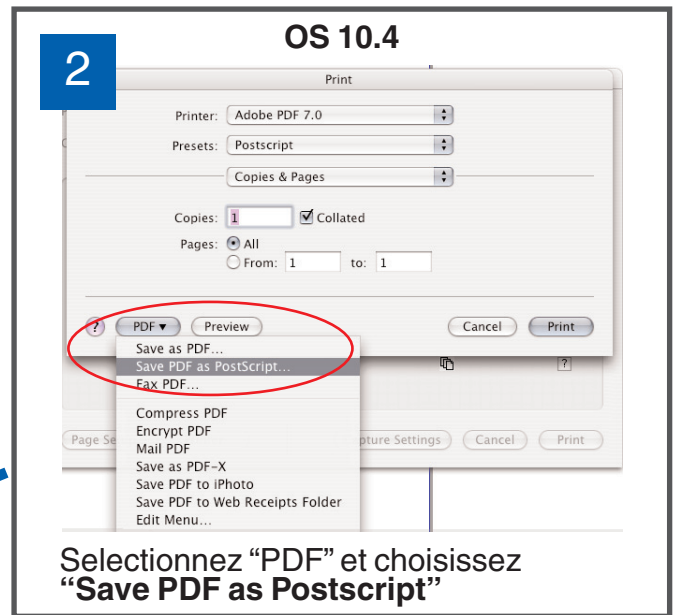 OS 10.4
2
Print
Printer: Adobe PDF 7.0
Presets: Postscript
Copies & Pages
Copies: 1 Collated
Pages: All
From: 1 to: 1
? PDF Preview Cancel Print
Save as PDF...
Save PDF as PostScript...
?
Fax PDF...
Compress PDF
Encrypt PDF
Page Se pture Settings Cancel Print
Mail PDF
Save as PDF-X
Save PDF to iPhoto
Save PDF to Web Receipts Folder
Edit Menu...
Selectionnez “PDF” et choisissez
“Save PDF as Postscript”